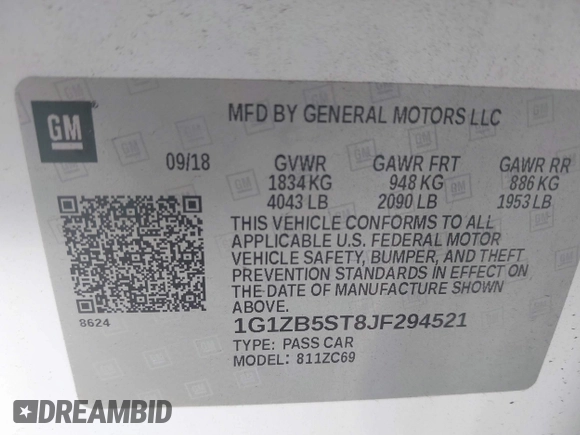 GM
MFD BY GENERAL MOTORS LLC
09/18 GVWR GAWR FRT GAWR RR
1834 KG 948 KG 886 KG
4043 LB 2090 LB 1953 LB
THIS VEHICLE CONFORMS TO ALL
APPLICABLE U.S. FEDERAL MOTOR
VEHICLE SAFETY, BUMPER, AND THEFT
PREVENTION STANDARDS IN EFFECT ON
THE DATE OF MANUFACTURE SHOWN
ABOVE.
8624
1G1ZB5ST8JF294521
TYPE: PASS CAR
MODEL: 811ZC69
DREAMBID